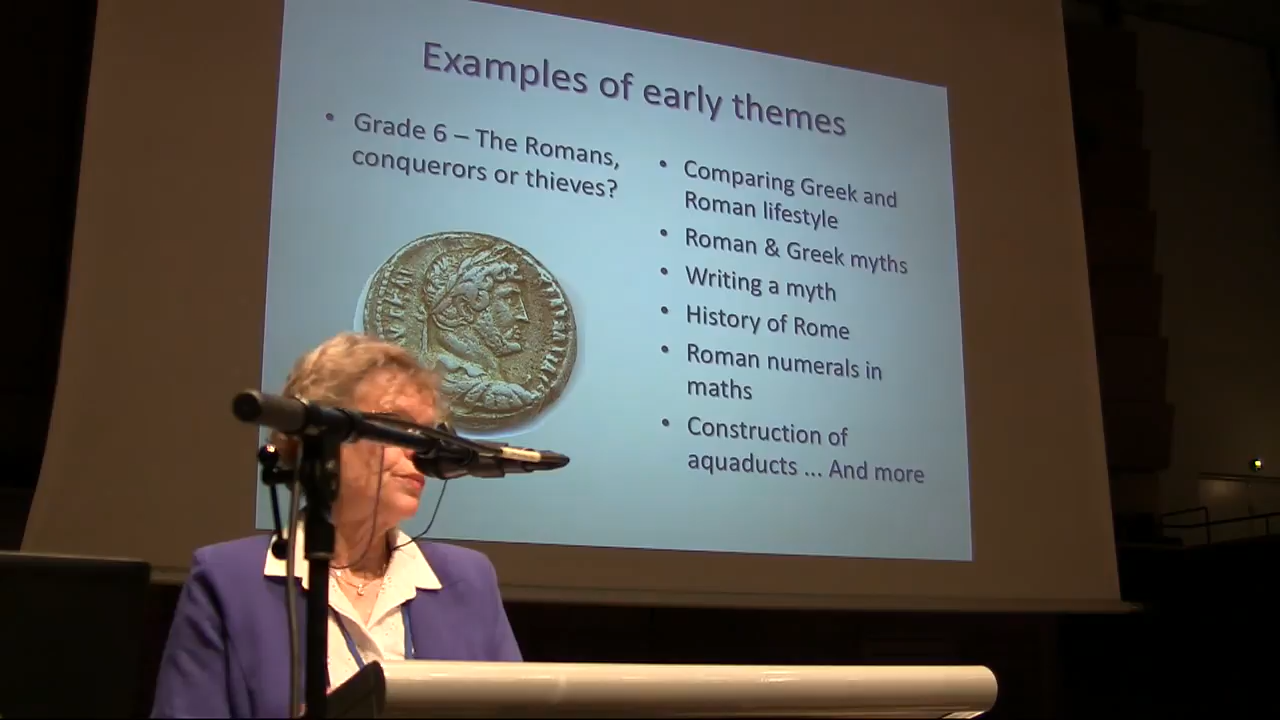 Examples of early themes
• Grade 6 – The Romans,
conquerors or thieves?
• Comparing Greek and
Roman lifestyle
• Roman & Greek myths
• Writing a myth
• History of Rome
• Roman numerals in
maths
• Construction of
aquaducts ... And more